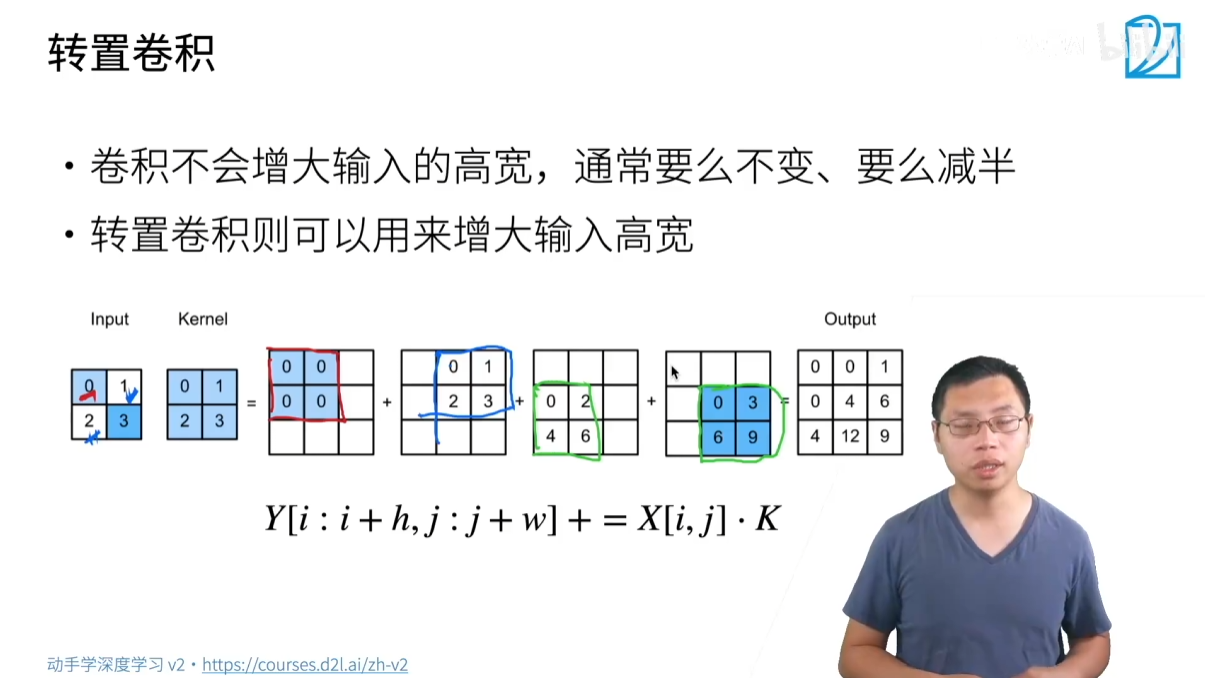 转置卷积
bilibili
• 卷积不会增大输入的高宽，通常要么不变、要么减半
• 转置卷积则可以用来增大输入高宽
Input Kernel Output
0 0 0 1 0 0 1
0 1 0 1 0 0 2 3 0 2 0 3 0 4 6
2 3 2 3 = + + 4 6 + 6 9 = 4 12 9
Y[i : i + h, j : j + w] + = X[i, j] · K
动手学深度学习 v2 • https://courses.d2l.ai/zh-v2